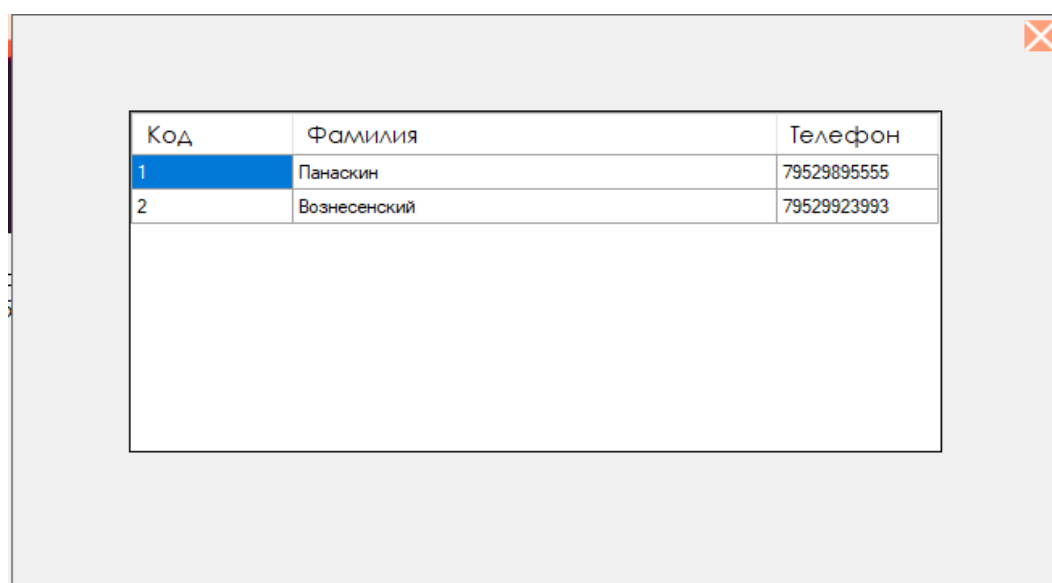 Код Фамилия Телефон
1 Панаскин 79529895555
2 Вознесенский 79529923993